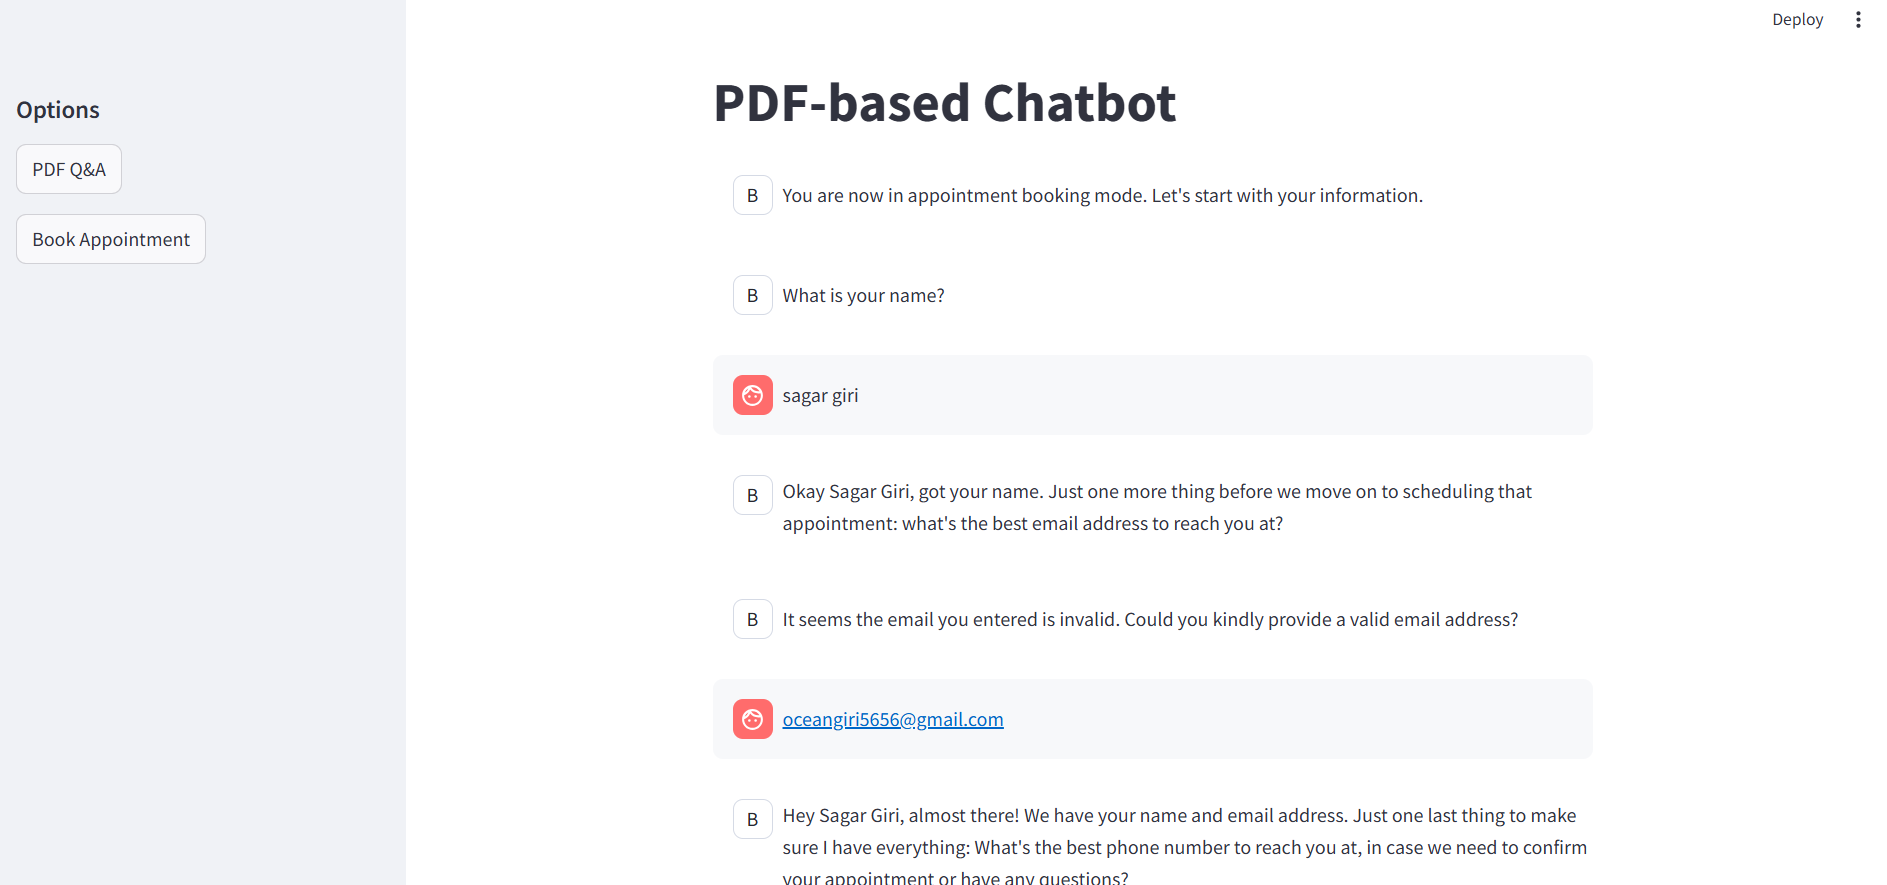 Deploy
Options
PDF Q&A
Book Appointment
PDF-based Chatbot
B
You are now in appointment booking mode. Let's start with your information.
B
What is your name?
sagar giri
B
Okay Sagar Giri, got your name. Just one more thing before we move on to scheduling that
appointment: what's the best email address to reach you at?
B
It seems the email you entered is invalid. Could you kindly provide a valid email address?
oceangiri5656@gmail.com
B
Hey Sagar Giri, almost there! We have your name and email address. Just one last thing to make
sure I have everything: What's the best phone number to reach you at, in case we need to confirm
your appointment or have any questions?